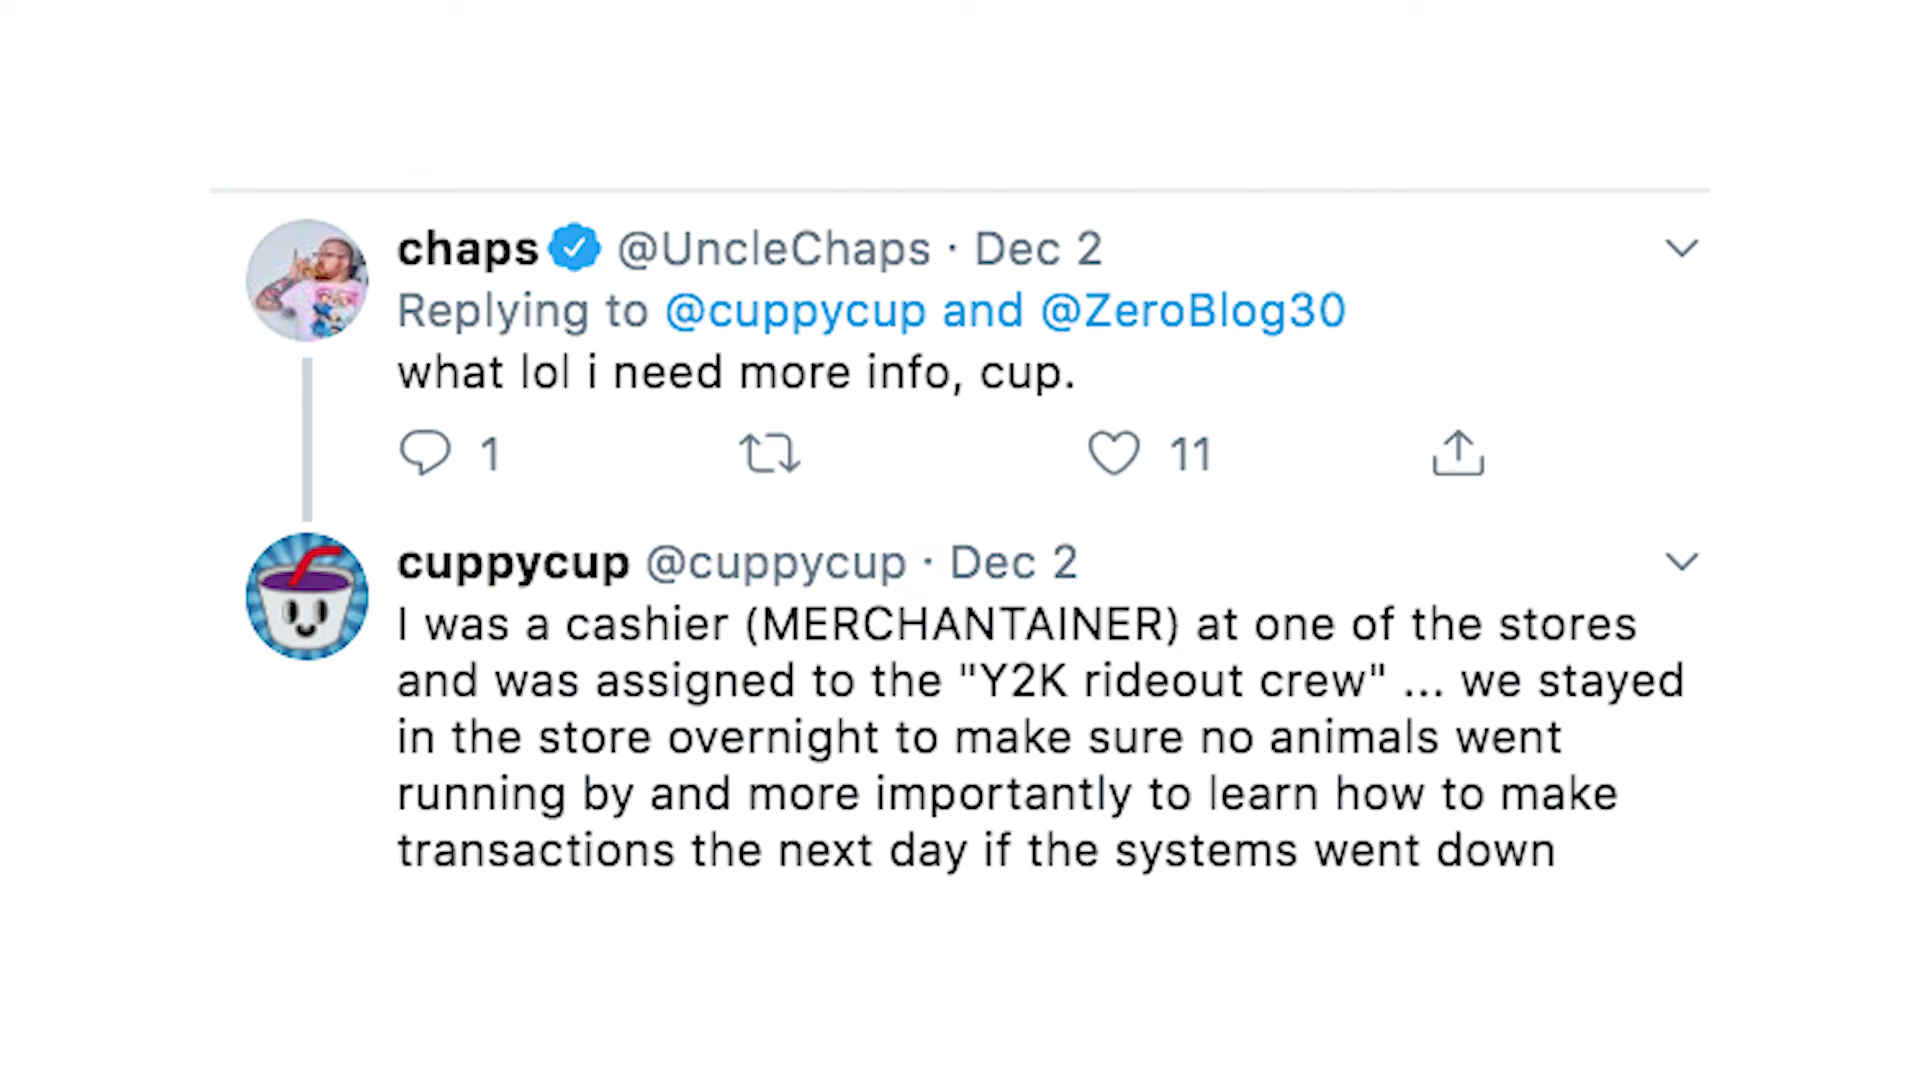 chaps @UncleChaps · Dec 2
Replying to @cuppycup and @ZeroBlog30
what lol i need more info, cup.
1 11
cuppycup @cuppycup · Dec 2
I was a cashier (MERCHANTAINER) at one of the stores
and was assigned to the "Y2K rideout crew" ... we stayed
in the store overnight to make sure no animals went
running by and more importantly to learn how to make
transactions the next day if the systems went down